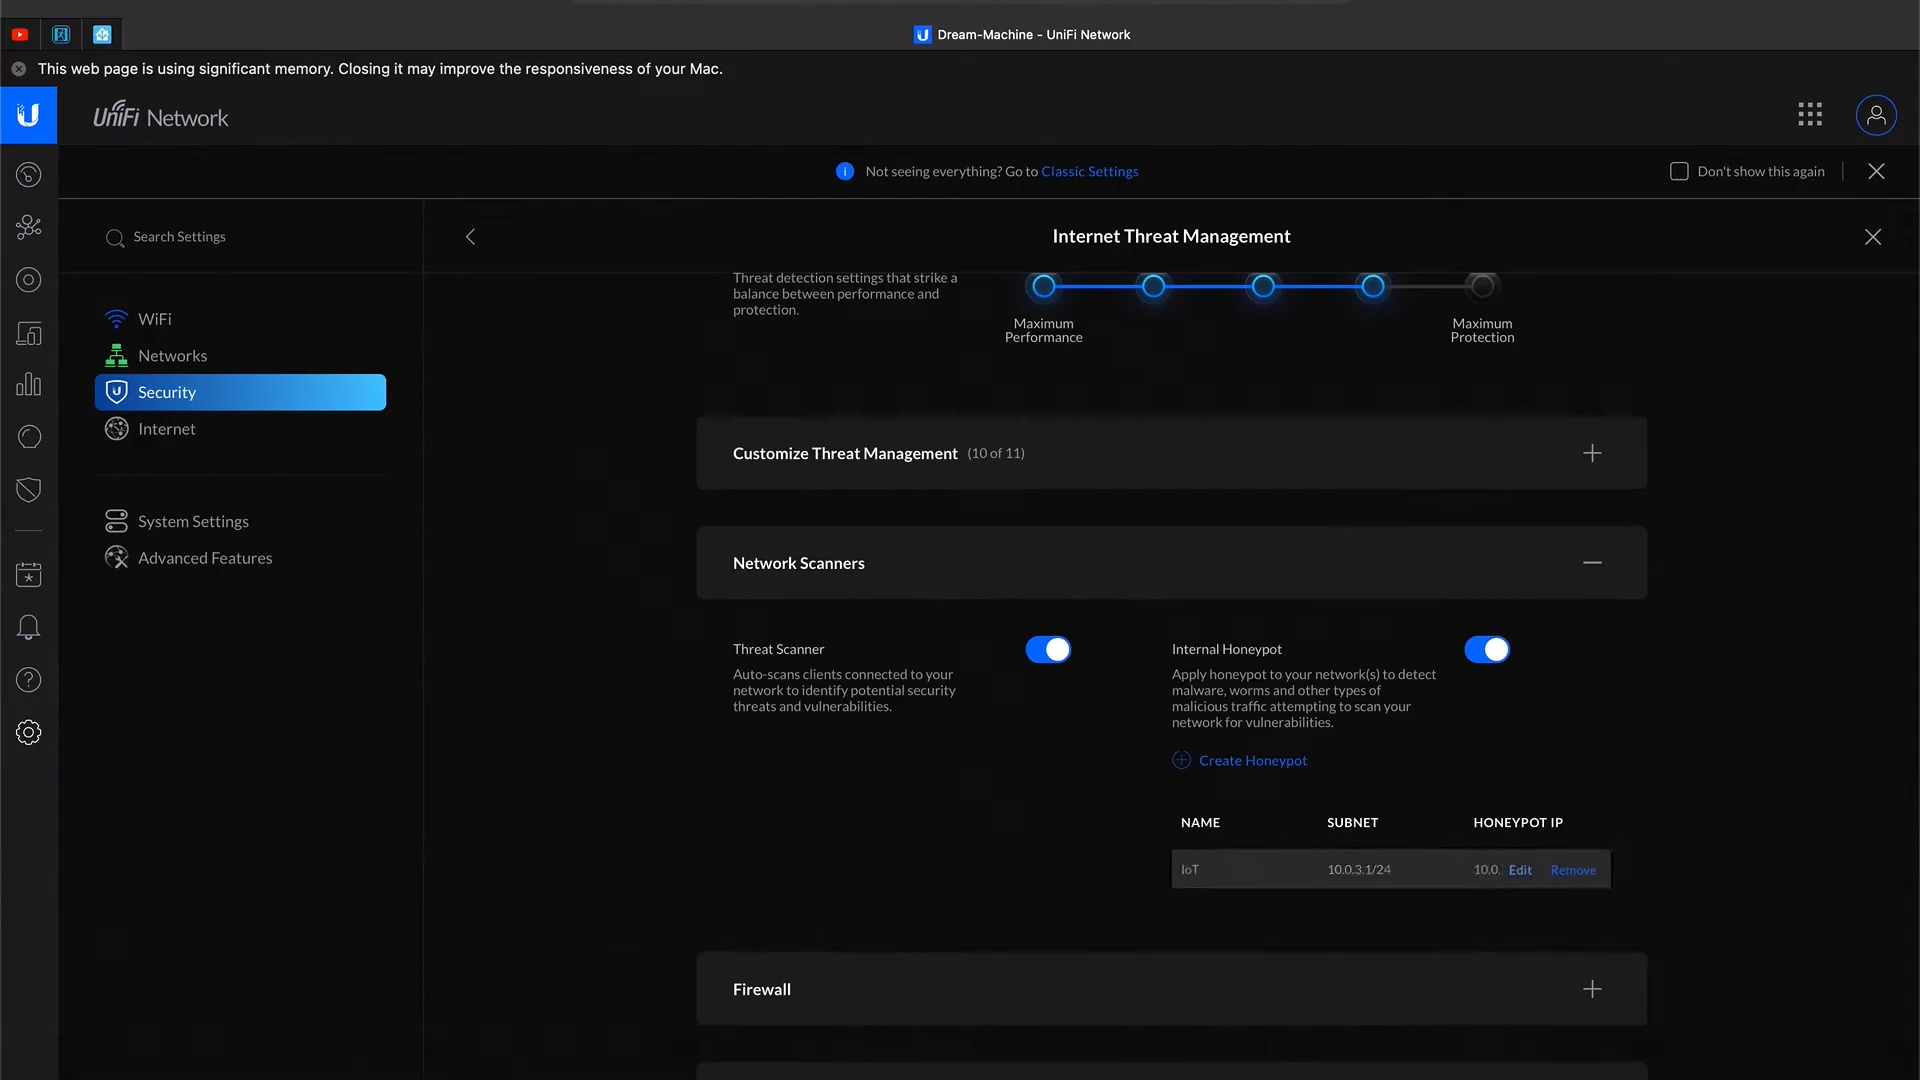 Dream-Machine - UniFi Network
This web page is using significant memory. Closing it may improve the responsiveness of your Mac.
UniFi Network
Not seeing everything? Go to Classic Settings
Don't show this again
Search Settings
Internet Threat Management
WiFi
Networks
Security
Internet
System Settings
Advanced Features
Threat detection settings that strike a
balance between performance and
protection.
Maximum
Performance
Maximum
Protection
Customize Threat Management (10 of 11)
Network Scanners
Threat Scanner
Auto-scans clients connected to your
network to identify potential security
threats and vulnerabilities.
Internal Honeypot
Apply honeypot to your network(s) to detect
malware, worms and other types of
malicious traffic attempting to scan your
network for vulnerabilities.
Create Honeypot
NAME SUBNET HONEYPOT IP
IoT 10.0.3.1/24 10.0. Edit Remove
Firewall